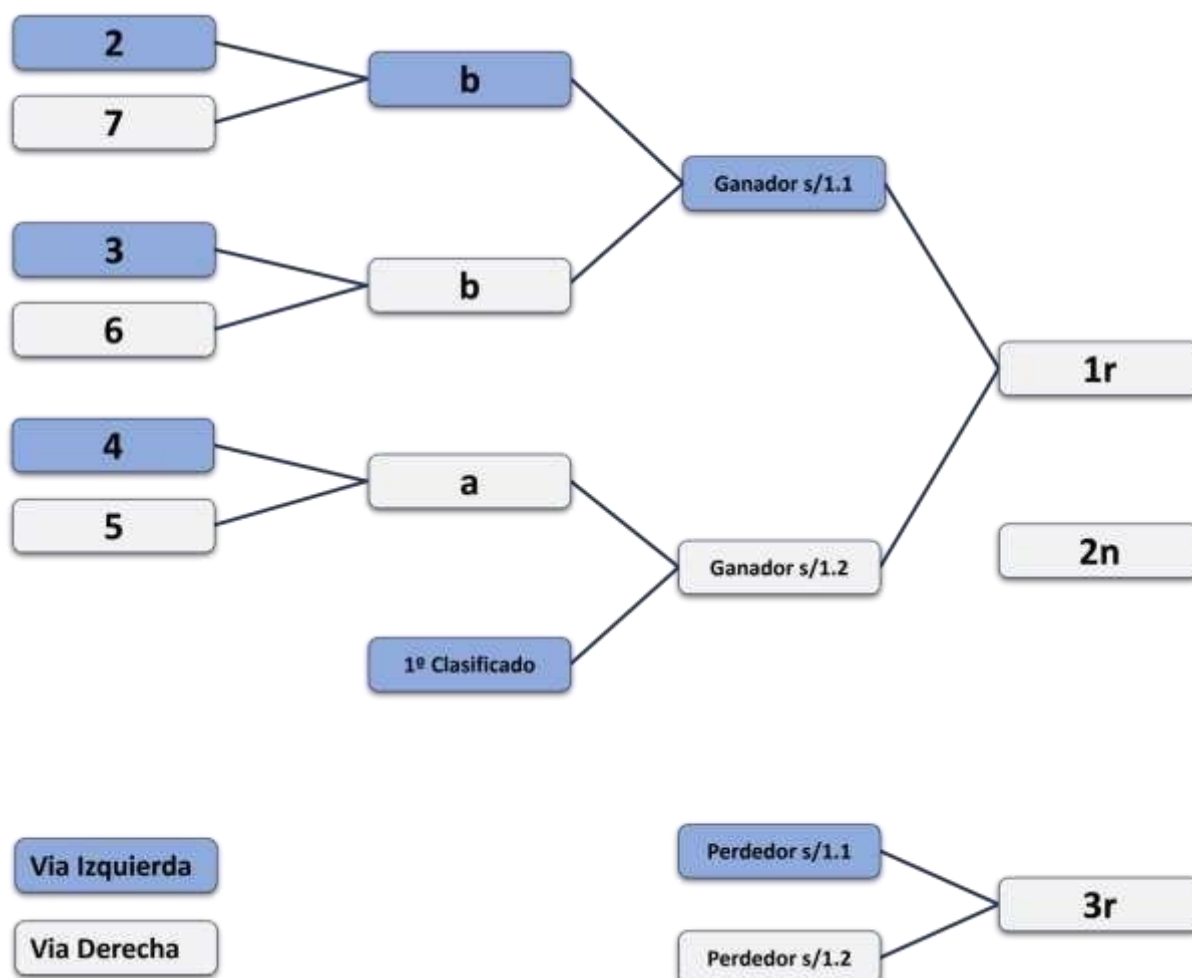 2
7
b
Ganador s/1.1
3
6
b
1r
4
5
a
2n
Ganador s/1.2
1º Clasificado
Via Izquierda
Perdedor s/1.1
3r
Via Derecha
Perdedor s/1.2